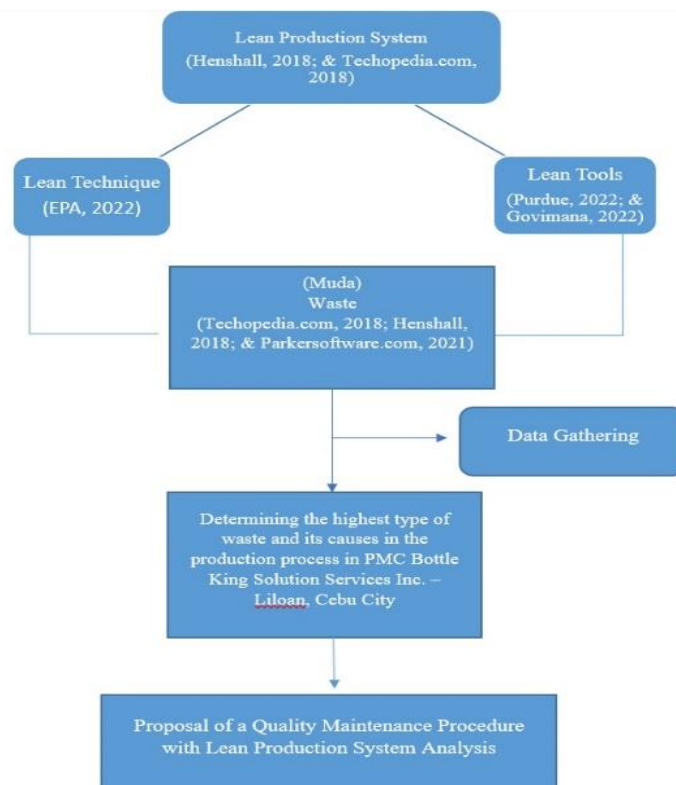 Lean Production System
(Henshall, 2018; & Techopedia.com,
2018)
Lean Technique
(EPA, 2022)
Lean Tools
(Purdue, 2022; &
Govimana, 2022)
(Muda)
Waste
(Techopedia.com, 2018; Henshall,
2018; & Parkersoftware.com, 2021)
Data Gathering
Determining the highest type of
waste and its causes in the
production process in PMC Bottle
King Solution Services Inc. –
Liloan, Cebu City
Proposal of a Quality Maintenance Procedure
with Lean Production System Analysis